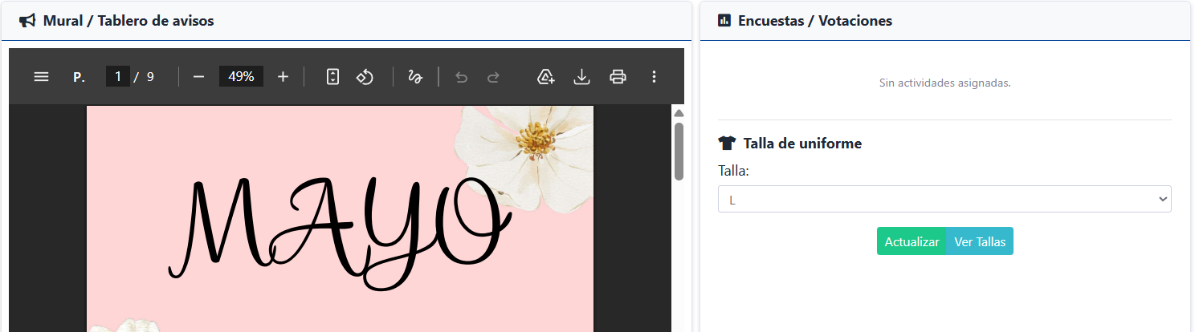 Mural / Tablero de avisos
P. 1 / 9 49%
MAYO
Encuestas / Votaciones
Sin actividades asignadas.
Talla de uniforme
Talla:
L
Actualizar Ver Tallas